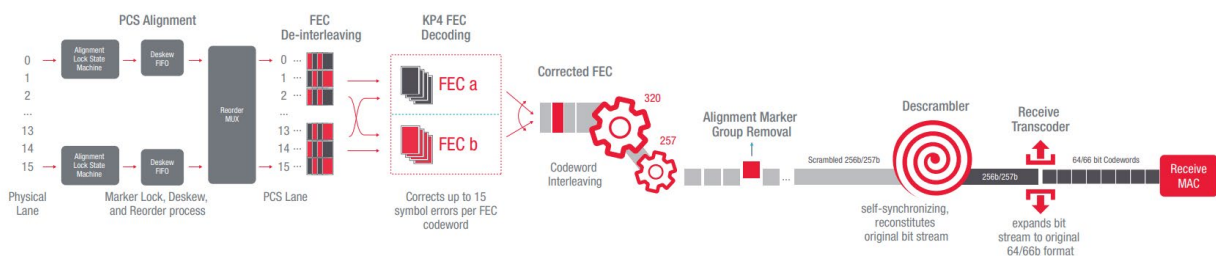 PCS Alignment
FEC
De-interleaving
KP4 FEC
Decoding
0
1
2
...
13
14
15
Alignment
Lock State
Machine
Deskew
FIFO
Alignment
Lock State
Machine
Deskew
FIFO
Reorder
MUX
0 ...
1 ...
2 ...
...
13 ...
14 ...
15 ...
FEC a
FEC b
Corrected FEC
320
257
Codeword
Interleaving
Alignment Marker
Group Removal
...
Scrambled 256b/257b
Descrambler
256b/257b
Receive
Transcoder
64/66 bit Codewords
Receive
MAC
Physical
Lane
Marker Lock, Deskew,
and Reorder process
PCS Lane
Corrects up to 15
symbol errors per FEC
codeword
self-synchronizing,
reconstitutes
original bit stream
expands bit
stream to original
64/66b format